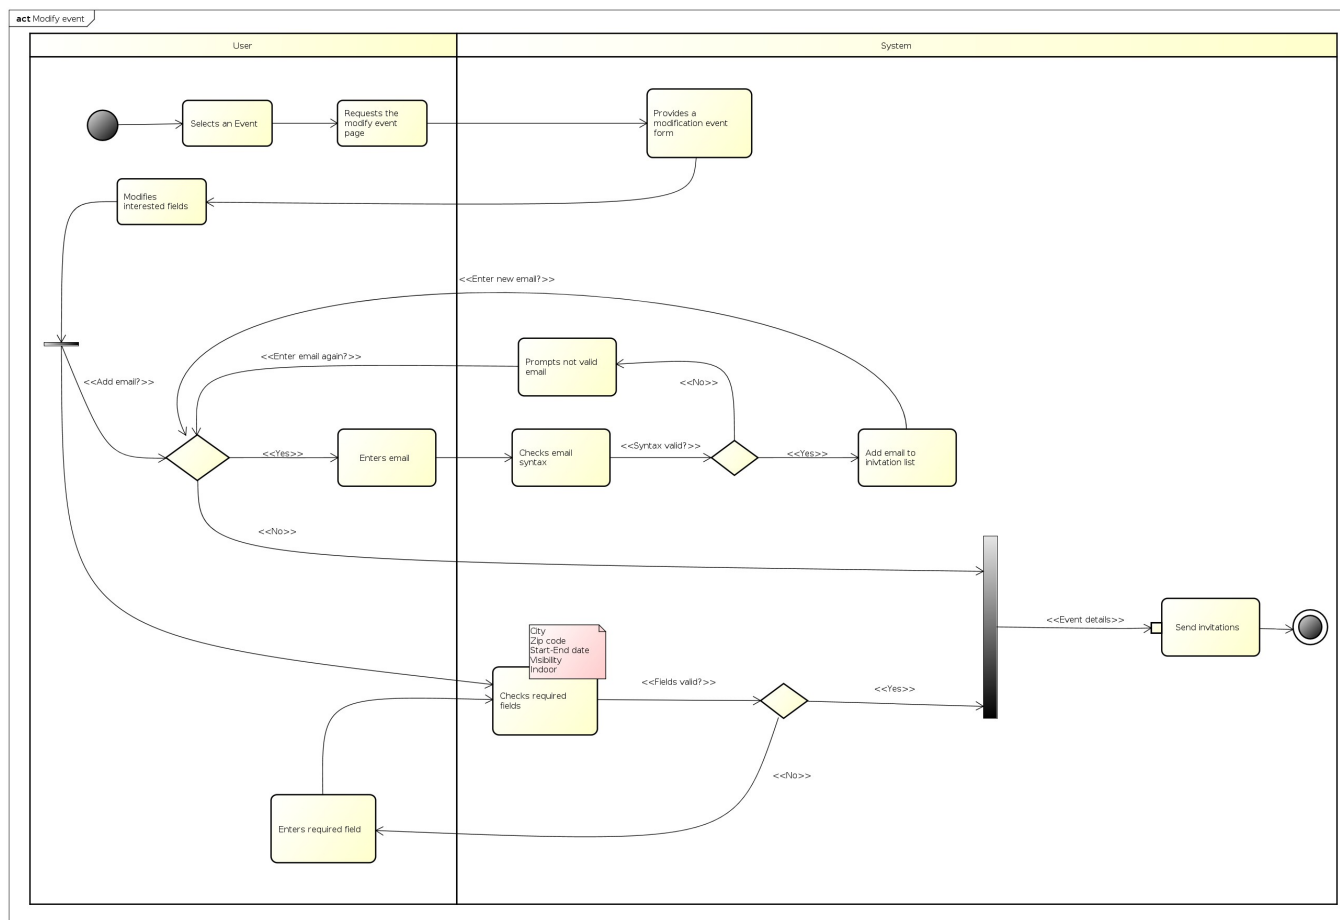 act Modify event
User
System
Selects an Event
Requests the
modify event
page
Provides a
modification event
form
Modifies
interested fields
<<Enter new email?>>
<<Enter email again?>>
Prompts not valid
email
<<No>>
<<Add email?>>
<<Yes>>
Enters email
Checks email
syntax
<<Syntax valid?>>
<<Yes>>
Add email to
inivtation list
<<No>>
<<Event details>>
Send invitations
City
Zip code
Start-End date
Visibility
Indoor
Checks required
fields
<<Fields valid?>>
<<Yes>>
<<No>>
Enters required field